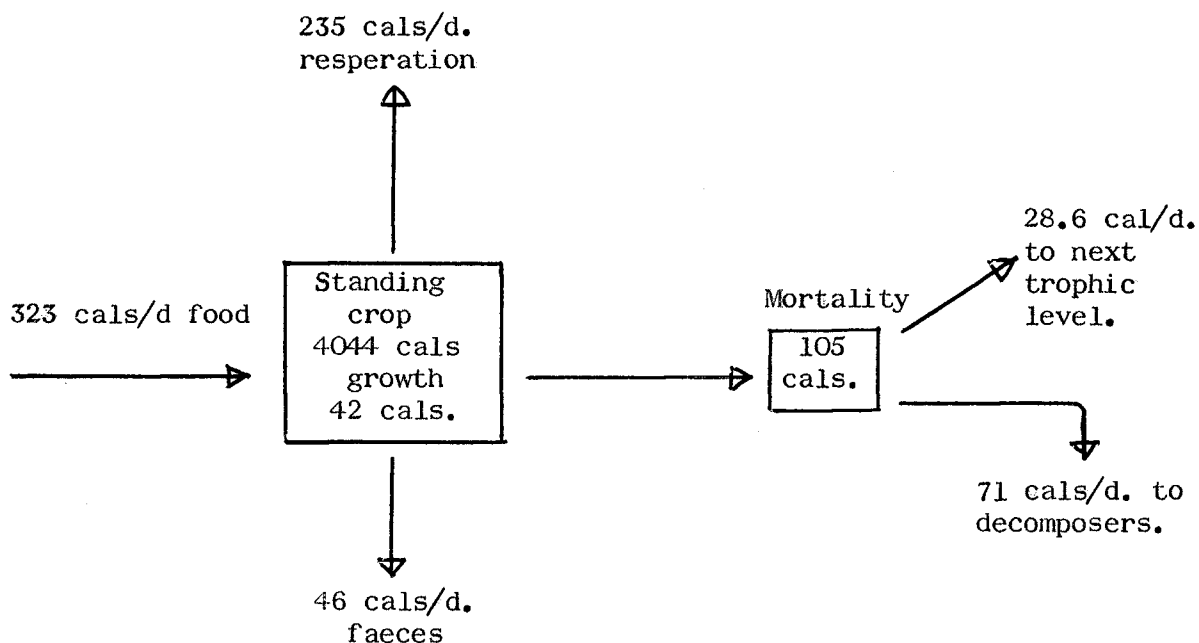 235 cals/d.
resperation
323 cals/d food
Standing
crop
4044 cals
growth
42 cals.
46 cals/d.
faeces
Mortality
105
cals.
28.6 cal/d.
to next
trophic
level.
71 cals/d. to
decomposers.